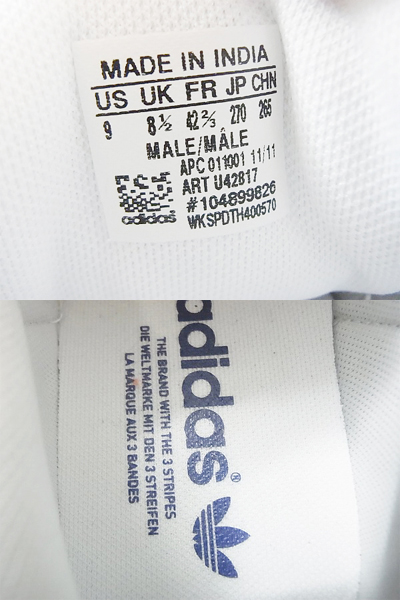 MADE IN INDIA
US UK FR JP CHN
9 8½ 42⅔ 270 265
MALE/MÂLE
APC 011001 11/11
ART U42817
#104899826
WKSPDTH400570
adidas
adidas®
THE BRAND WITH THE 3 STRIPES
DIE WELTMARKE MIT DEN 3 STREIFEN
LA MARQUE AUX 3 BANDES